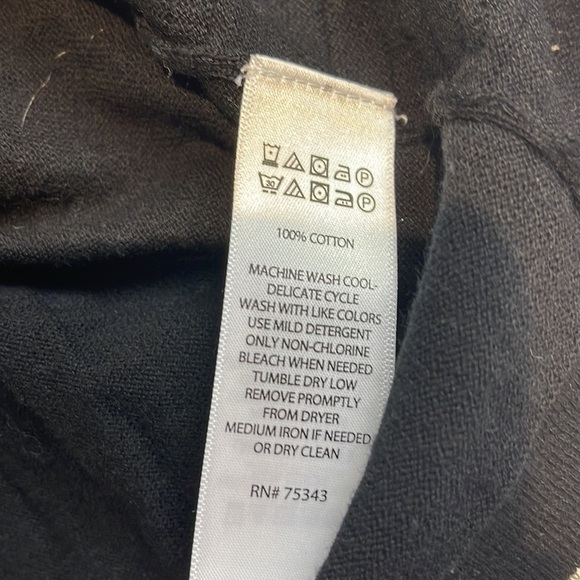 P
30 P
100% COTTON
MACHINE WASH COOL-
DELICATE CYCLE
WASH WITH LIKE COLORS
USE MILD DETERGENT
ONLY NON-CHLORINE
BLEACH WHEN NEEDED
TUMBLE DRY LOW
REMOVE PROMPTLY
FROM DRYER
MEDIUM IRON IF NEEDED
OR DRY CLEAN
RN# 75343